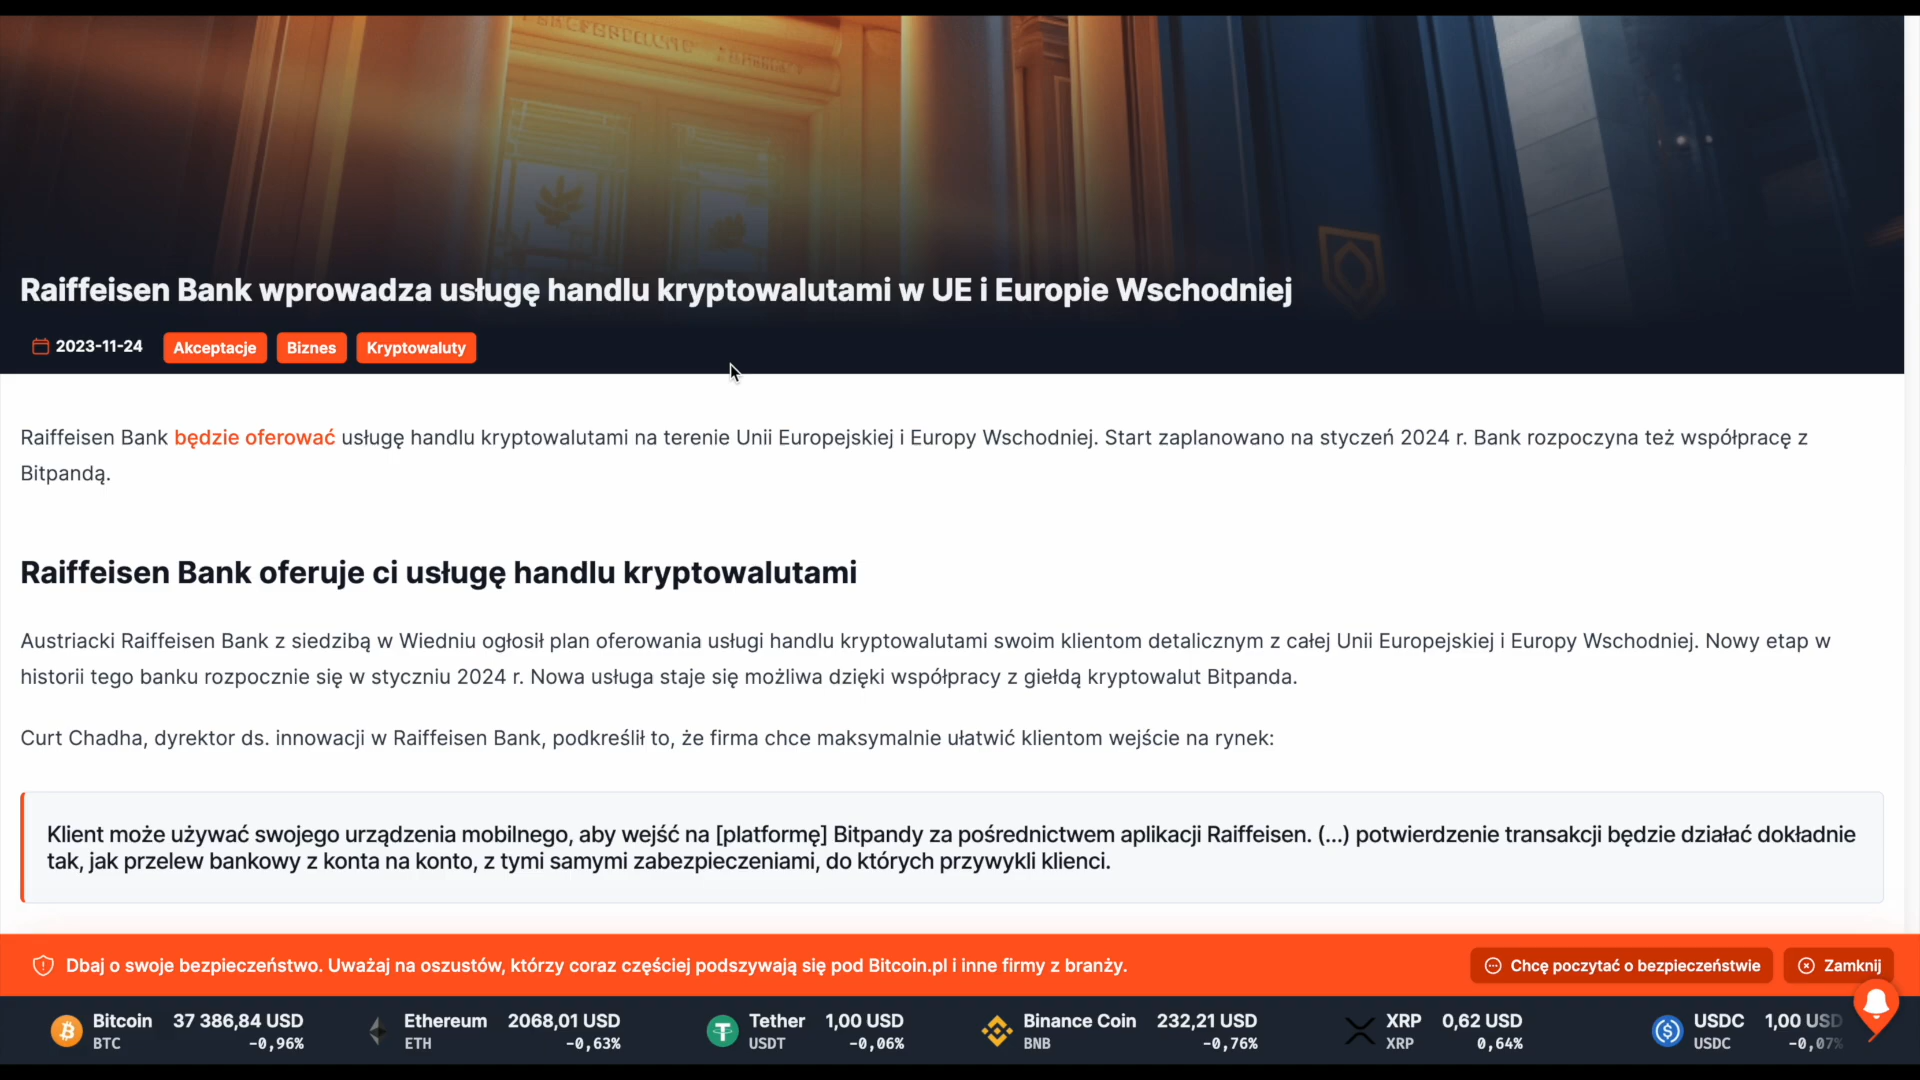 Raiffeisen Bank wprowadza usługę handlu kryptowalutami w UE i Europie Wschodniej
2023-11-24 Akceptacje Biznes Kryptowaluty
Raiffeisen Bank będzie oferować usługę handlu kryptowalutami na terenie Unii Europejskiej i Europy Wschodniej. Start zaplanowano na styczeń 2024 r. Bank rozpoczyna też współpracę z
Bitpandą.
Raiffeisen Bank oferuje ci usługę handlu kryptowalutami
Austriacki Raiffeisen Bank z siedzibą w Wiedniu ogłosił plan oferowania usługi handlu kryptowalutami swoim klientom detalicznym z całej Unii Europejskiej i Europy Wschodniej. Nowy etap w
historii tego banku rozpocznie się w styczniu 2024 r. Nowa usługa staje się możliwa dzięki współpracy z giełdą kryptowalut Bitpanda.
Curt Chadha, dyrektor ds. innowacji w Raiffeisen Bank, podkreślił to, że firma chce maksymalnie ułatwić klientom wejście na rynek:
Klient może używać swojego urządzenia mobilnego, aby wejść na [platformę] Bitpandy za pośrednictwem aplikacji Raiffeisen. (...) potwierdzenie transakcji będzie działać dokładnie
tak, jak przelew bankowy z konta na konto, z tymi samymi zabezpieczeniami, do których przywykli klienci.
Dbaj o swoje bezpieczeństwo. Uważaj na oszustów, którzy coraz częściej podszywają się pod Bitcoin.pl i inne firmy z branży. Chcę poczytać o bezpieczeństwie Zamknij
Bitcoin 37 386,84 USD Ethereum 2068,01 USD Tether 1,00 USD Binance Coin 232,21 USD XRP 0,62 USD USDC 1,00 USD
BTC -0,96% ETH -0,63% USDT -0,06% BNB -0,76% XRP 0,64% USDC -0,07%